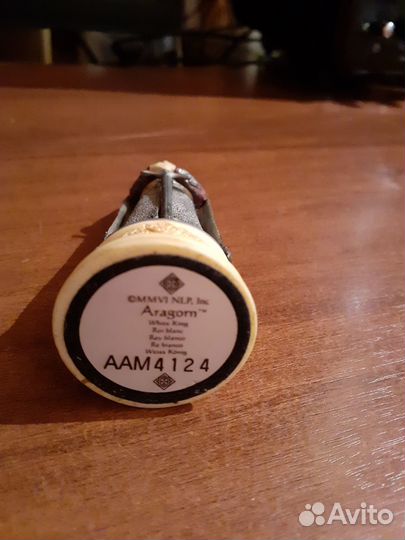 ©MMVI NLP, Inc
Aragorn™
White King
Roi blanc
Rey blanco
Re bianco
Weiss König
AAM4124
Avito